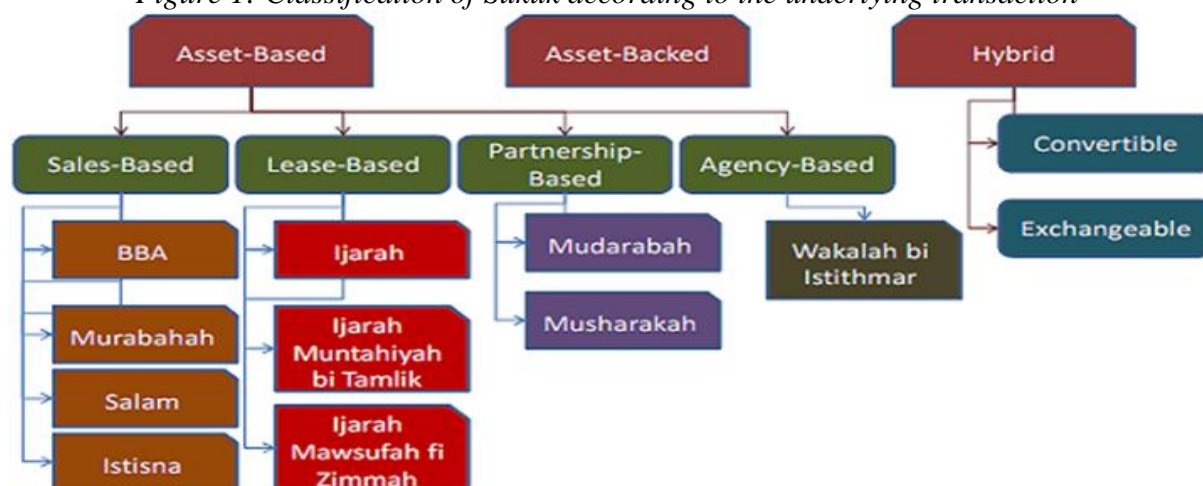 Figure 1: Classification of Sukuk according to the underlying transaction
Asset-Based
Asset-Backed
Hybrid
Sales-Based
Lease-Based
Partnership-
Based
Agency-Based
Convertible
Exchangeable
BBA
Murabahah
Salam
Istisna
Ijarah
Ijarah
Muntahiyah
bi Tamlik
Ijarah
Mawsufah fi
Zimmah
Mudarabah
Musharakah
Wakalah bi
Istithmar